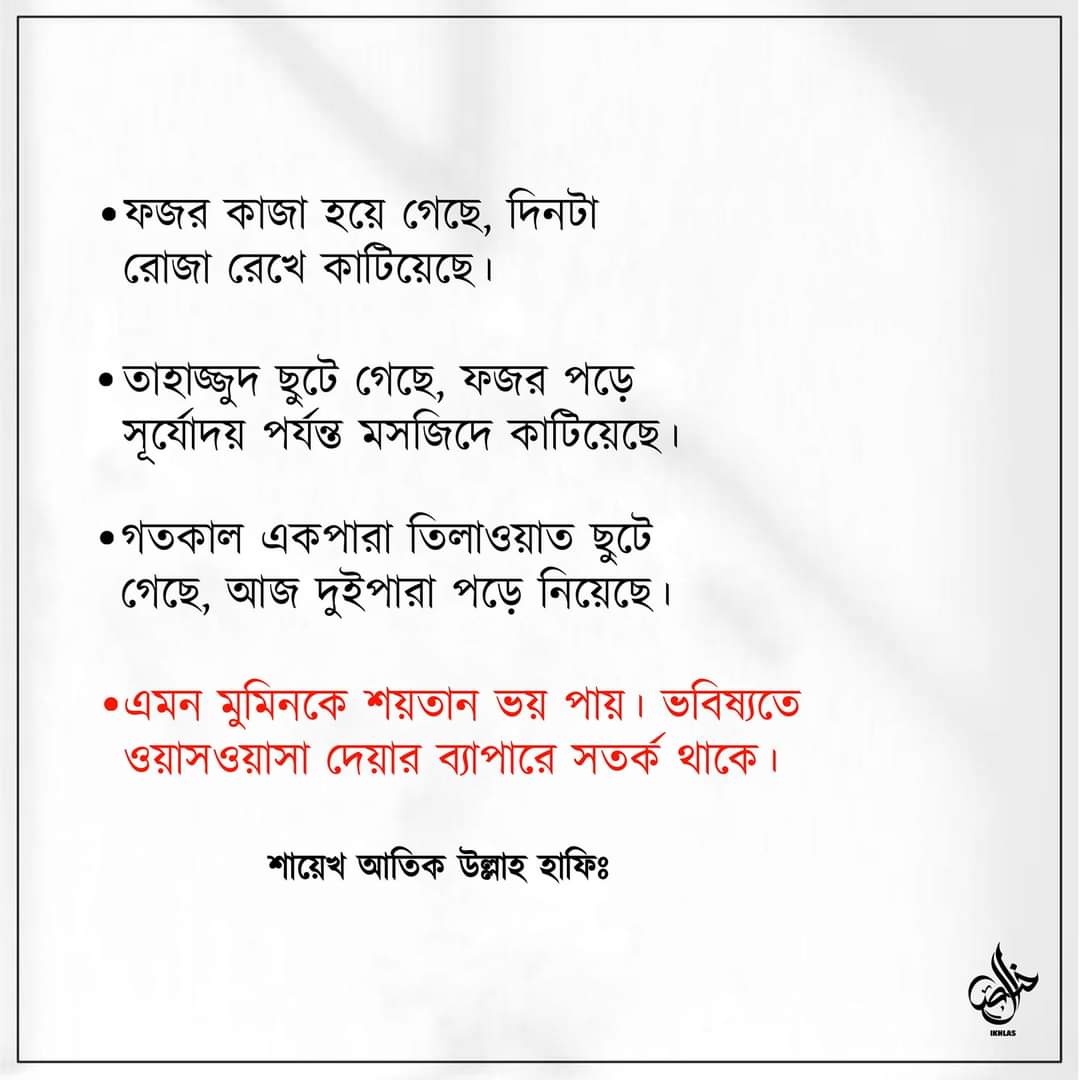 •ফজর কাজা হয়ে গেছে, দিনটা
রোজা রেখে কাটিয়েছে।
•তাহাজ্জুদ ছুটে গেছে, ফজর পড়ে
সূর্যোদয় পর্যন্ত মসজিদে কাটিয়েছে।
•গতকাল একপারা তিলাওয়াত ছুটে
গেছে, আজ দুইপারা পড়ে নিয়েছে।
•এমন মুমিনকে শয়তান ভয় পায়। ভবিষ্যতে
ওয়াসওয়াসা দেয়ার ব্যাপারে সতর্ক থাকে।
শায়েখ আতিক উল্লাহ হাফিঃ
IKHLAS